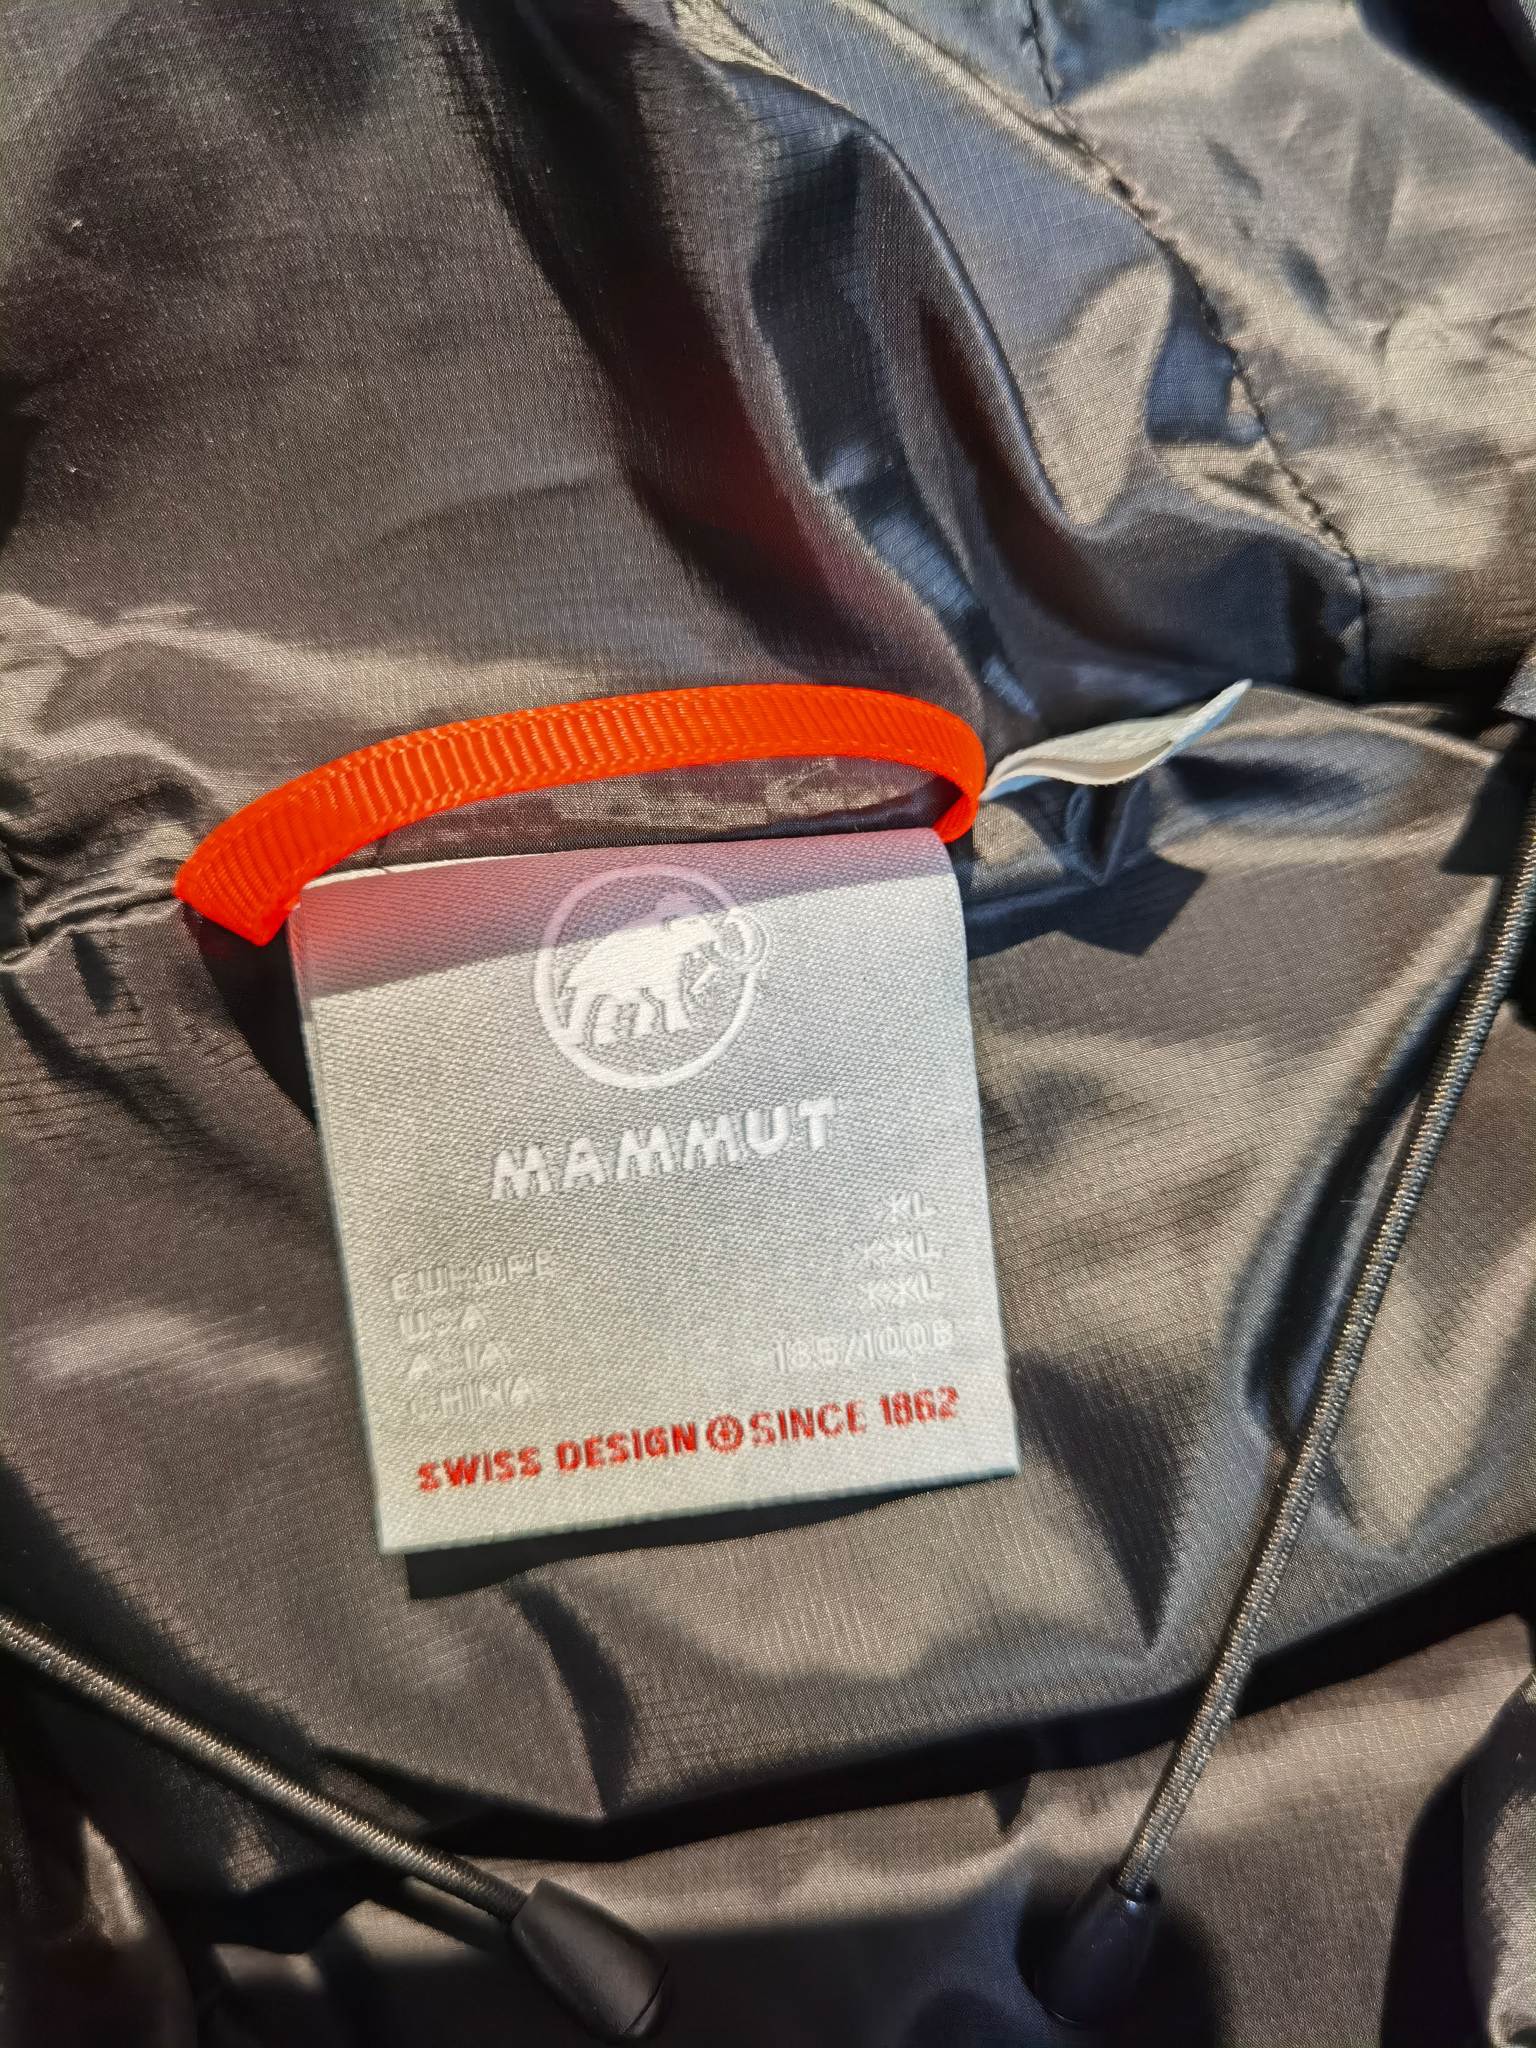 MAMMUT
EUROPE XL
USA XXL
ASIA XXL
CHINA 185/100B
SWISS DESIGN SINCE 1862